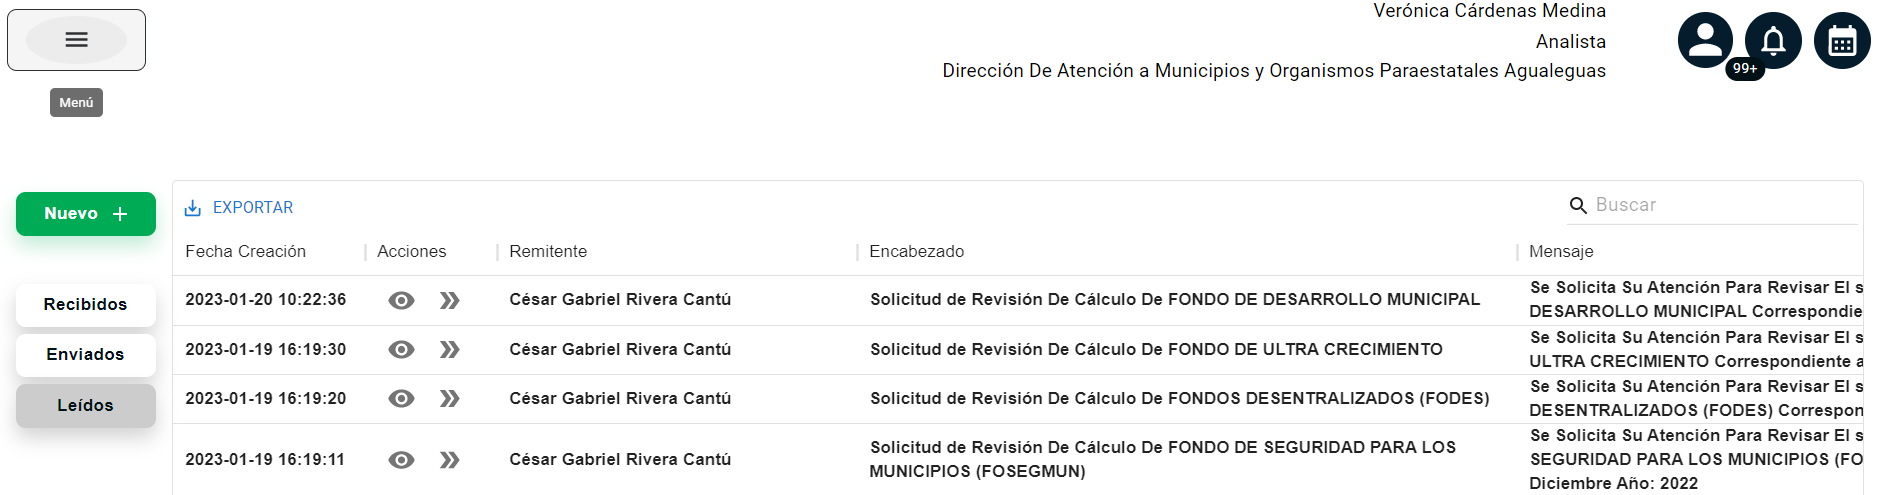 Verónica Cárdenas Medina
Analista
Dirección De Atención a Municipios y Organismos Paraestatales Agualeguas
99+
Menú
Nuevo +
EXPORTAR
Buscar
Fecha Creación Acciones Remitente Encabezado Mensaje
Recibidos
Enviados
Leídos
2023-01-20 10:22:36 César Gabriel Rivera Cantú Solicitud de Revisión De Cálculo De FONDO DE DESARROLLO MUNICIPAL
Se Solicita Su Atención Para Revisar El s
DESARROLLO MUNICIPAL Correspondie
2023-01-19 16:19:30 César Gabriel Rivera Cantú Solicitud de Revisión De Cálculo De FONDO DE ULTRA CRECIMIENTO
Se Solicita Su Atención Para Revisar El s
ULTRA CRECIMIENTO Correspondiente a
2023-01-19 16:19:20 César Gabriel Rivera Cantú Solicitud de Revisión De Cálculo De FONDOS DESENTRALIZADOS (FODES)
Se Solicita Su Atención Para Revisar El s
DESENTRALIZADOS (FODES) Correspon
2023-01-19 16:19:11 César Gabriel Rivera Cantú Solicitud de Revisión De Cálculo De FONDO DE SEGURIDAD PARA LOS
MUNICIPIOS (FOSEGMUN)
Se Solicita Su Atención Para Revisar El s
SEGURIDAD PARA LOS MUNICIPIOS (FO
Diciembre Año: 2022